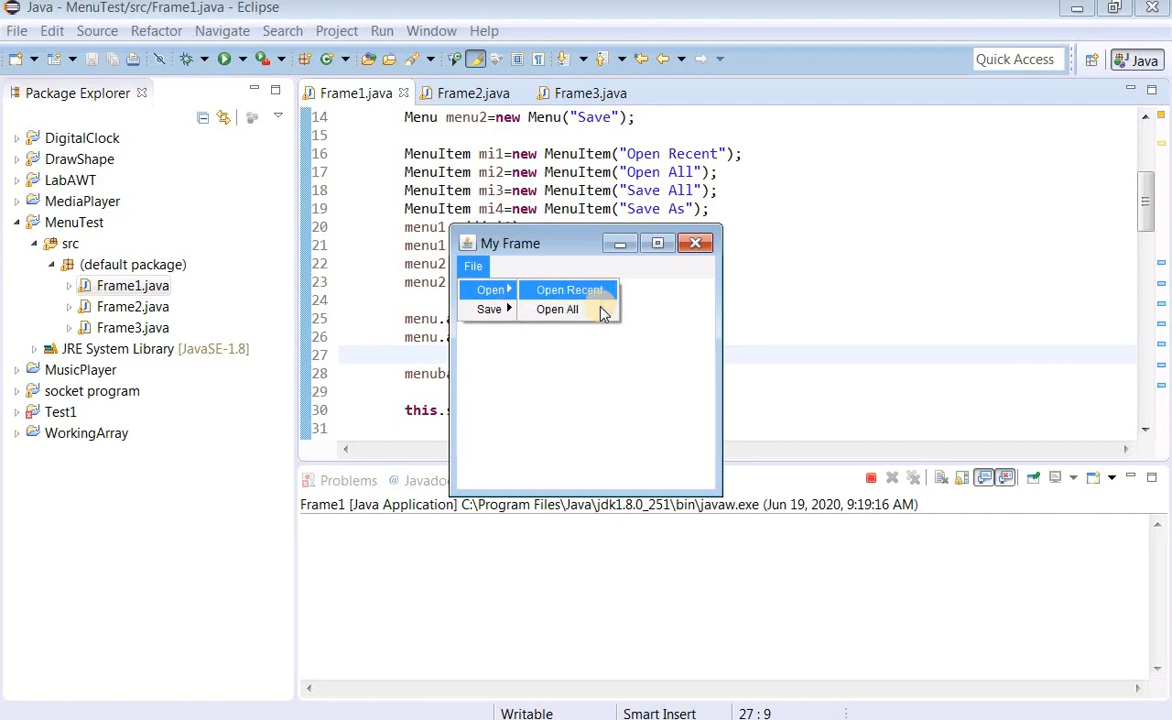 Java - MenuTest/src/Frame1.java - Eclipse
File Edit Source Refactor Navigate Search Project Run Window Help
Quick Access
Java
Package Explorer
Frame1.java
Frame2.java
Frame3.java
DigitalClock
DrawShape
LabAWT
MediaPlayer
MenuTest
src
(default package)
Frame1.java
Frame2.java
Frame3.java
JRE System Library [JavaSE-1.8]
MusicPlayer
socket program
Test1
WorkingArray
14 Menu menu2=new Menu("Save");
15
16 MenuItem mi1=new MenuItem("Open Recent");
17 MenuItem mi2=new MenuItem("Open All");
18 MenuItem mi3=new MenuItem("Save All");
19 MenuItem mi4=new MenuItem("Save As");
20 menu1
21 menu1
22 menu2
23 menu2
24
25 menu.a
26 menu.a
27
28 menuba
29
30 this.s
31
My Frame
File
Open
Save
Open Recent
Open All
Problems @ Javado
Frame1 [Java Application] C:\Program Files\Java\jdk1.8.0_251\bin\javaw.exe (Jun 19, 2020, 9:19:16 AM)
Writable
Smart Insert
27 : 9